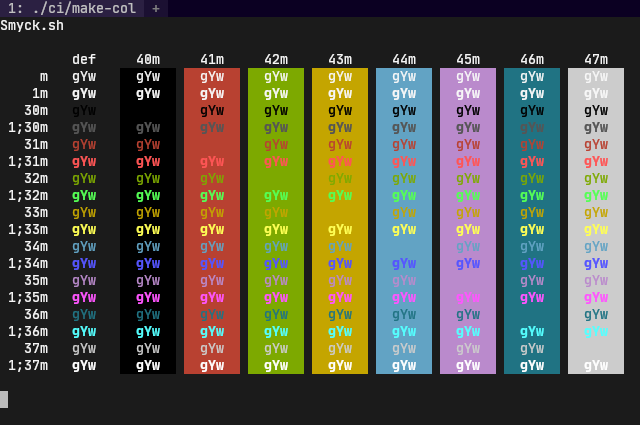 1: ./ci/make-col +
Smyck.sh
def 40m 41m 42m 43m 44m 45m 46m 47m
m gYw gYw gYw gYw gYw gYw gYw gYw gYw
1m gYw gYw gYw gYw gYw gYw gYw gYw gYw
30m gYw gYw gYw gYw gYw gYw gYw gYw
1;30m gYw gYw gYw gYw gYw gYw gYw gYw gYw
31m gYw gYw gYw gYw gYw gYw gYw gYw
1;31m gYw gYw gYw gYw gYw gYw gYw gYw gYw
32m gYw gYw gYw gYw gYw gYw gYw gYw
1;32m gYw gYw gYw gYw gYw gYw gYw gYw gYw
33m gYw gYw gYw gYw gYw gYw gYw gYw
1;33m gYw gYw gYw gYw gYw gYw gYw gYw gYw
34m gYw gYw gYw gYw gYw gYw gYw gYw
1;34m gYw gYw gYw gYw gYw gYw gYw gYw gYw
35m gYw gYw gYw gYw gYw gYw gYw gYw
1;35m gYw gYw gYw gYw gYw gYw gYw gYw gYw
36m gYw gYw gYw gYw gYw gYw gYw gYw
1;36m gYw gYw gYw gYw gYw gYw gYw gYw gYw
37m gYw gYw gYw gYw gYw gYw gYw gYw
1;37m gYw gYw gYw gYw gYw gYw gYw gYw gYw